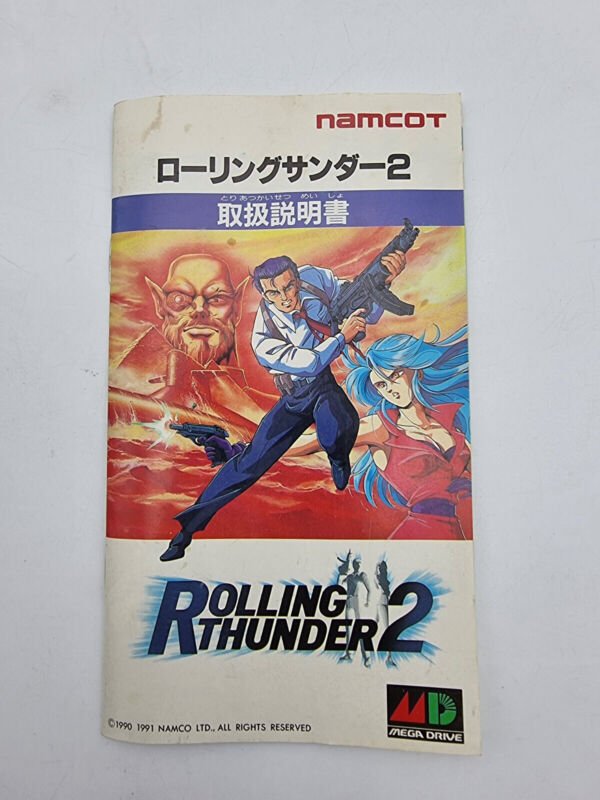 namcoT
ローリングサンダー2
とりあつかいせつ めい しょ
取扱説明書
ROLLING
THUNDER 2
MD
MEGA DRIVE
©1990 1991 NAMCO LTD., ALL RIGHTS RESERVED